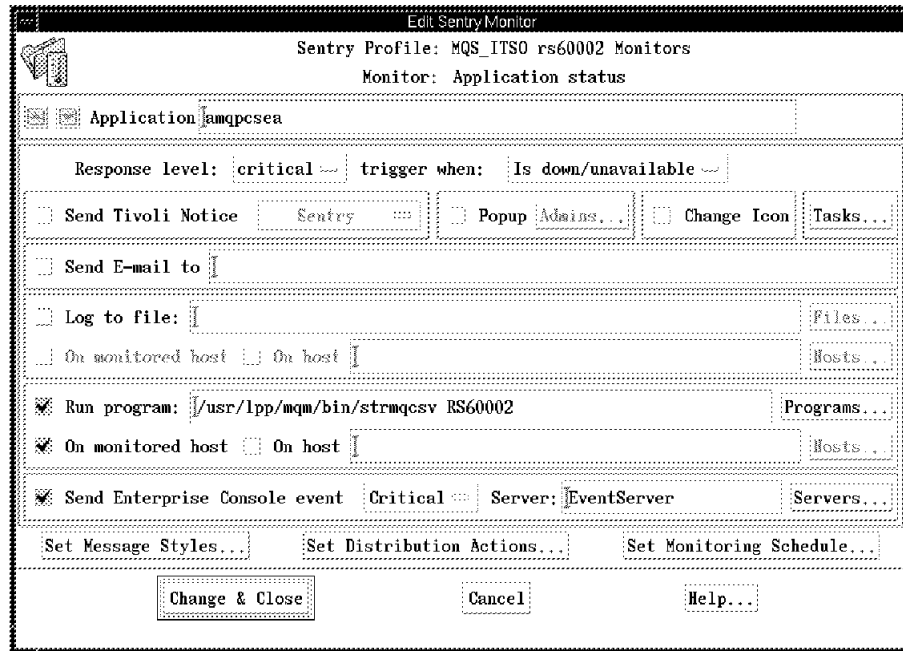 Edit Sentry Monitor
Sentry Profile: MQS_ITSO rs60002 Monitors
Monitor: Application status
Application amqpcsea
Response level: critical trigger when: Is down/unavailable
Send Tivoli Notice Sentry Popup Admins... Change Icon Tasks...
Send E-mail to
Log to file: Files...
On monitored host On host Hosts...
Run program: /usr/lpp/mqm/bin/strmqcsv RS60002 Programs...
On monitored host On host Hosts...
Send Enterprise Console event Critical Server: EventServer Servers...
Set Message Styles... Set Distribution Actions... Set Monitoring Schedule...
Change & Close Cancel Help...